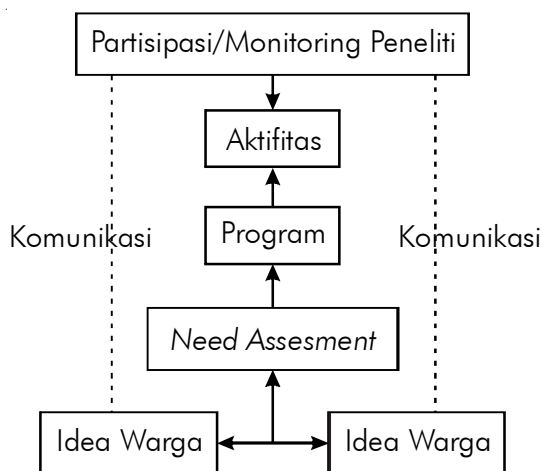 Partisipasi/Monitoring Peneliti
Aktifitas
Program
Komunikasi
Komunikasi
Need Assesment
Idea Warga
Idea Warga